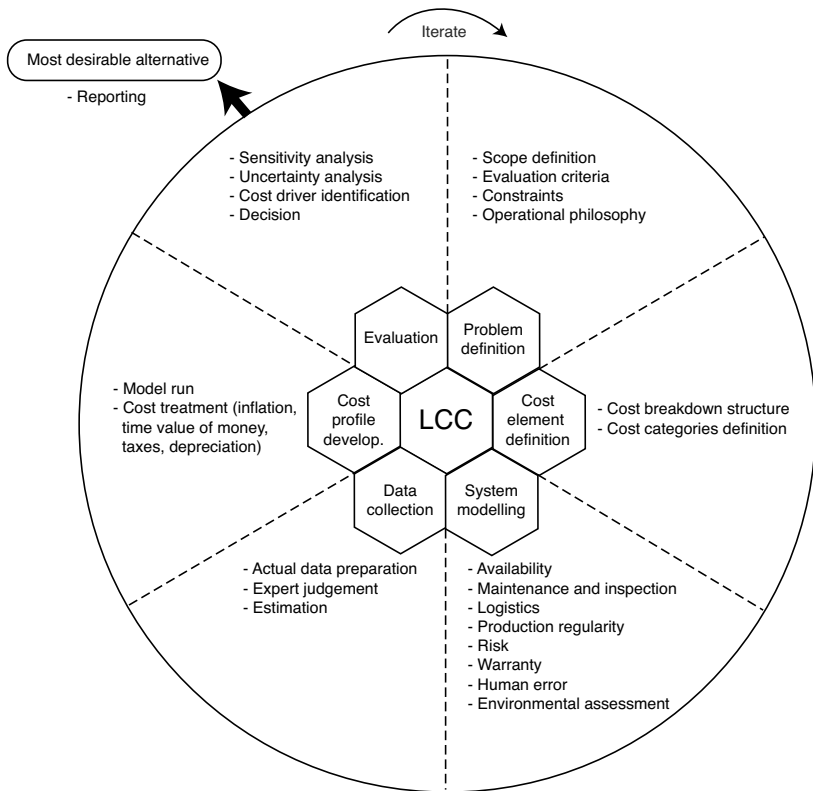 Iterate
Most desirable alternative
- Reporting
- Sensitivity analysis
- Uncertainty analysis
- Cost driver identification
- Decision
- Scope definition
- Evaluation criteria
- Constraints
- Operational philosophy
Evaluation
Problem
definition
- Model run
- Cost treatment (inflation,
time value of money,
taxes, depreciation)
Cost
profile
develop.
LCC
Cost
element
definition
- Cost breakdown structure
- Cost categories definition
Data
collection
System
modelling
- Actual data preparation
- Expert judgement
- Estimation
- Availability
- Maintenance and inspection
- Logistics
- Production regularity
- Risk
- Warranty
- Human error
- Environmental assessment